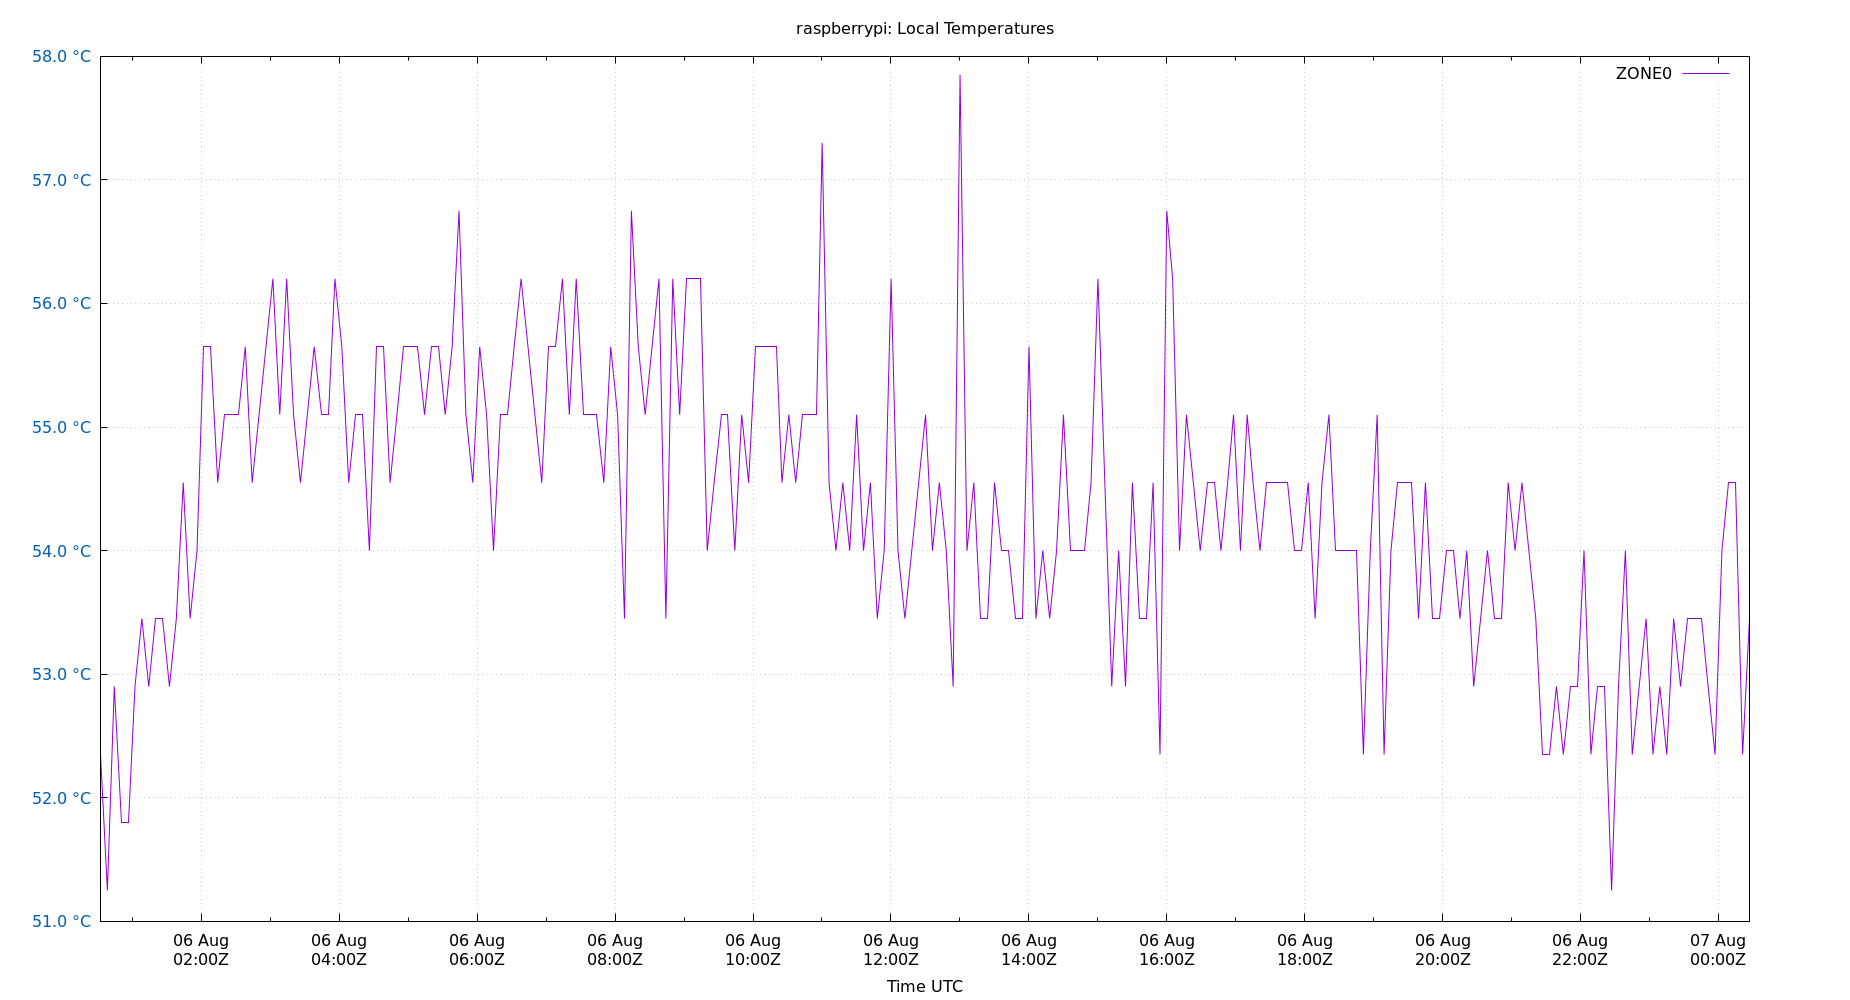 raspberrypi: Local Temperatures
58.0 °C
ZONE0
57.0 °C
56.0 °C
55.0 °C
54.0 °C
53.0 °C
52.0 °C
51.0 °C
06 Aug 06 Aug 06 Aug 06 Aug 06 Aug 06 Aug 06 Aug 06 Aug 06 Aug 06 Aug 06 Aug 07 Aug
02:00Z 04:00Z 06:00Z 08:00Z 10:00Z 12:00Z 14:00Z 16:00Z 18:00Z 20:00Z 22:00Z 00:00Z
Time UTC